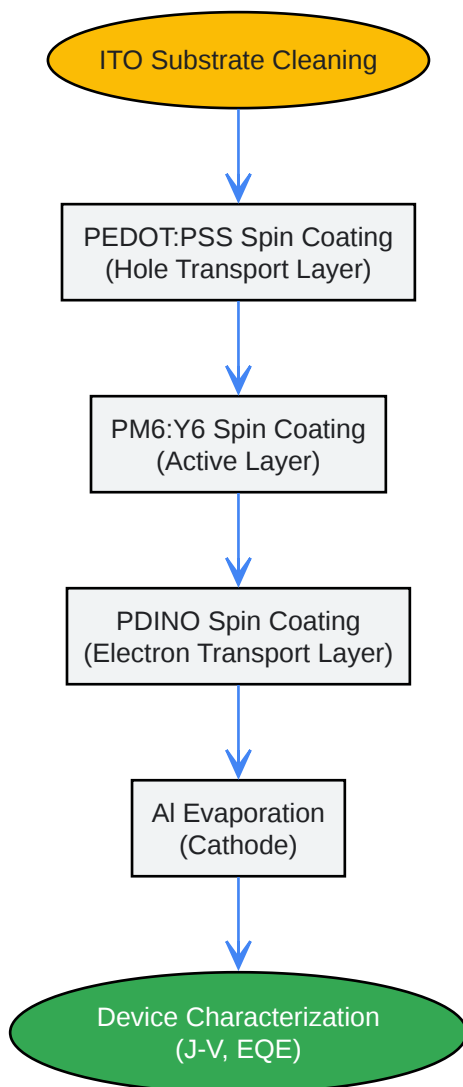 ITO Substrate Cleaning
PEDOT:PSS Spin Coating
(Hole Transport Layer)
PM6:Y6 Spin Coating
(Active Layer)
PDINO Spin Coating
(Electron Transport Layer)
Al Evaporation
(Cathode)
Device Characterization
(J-V, EQE)